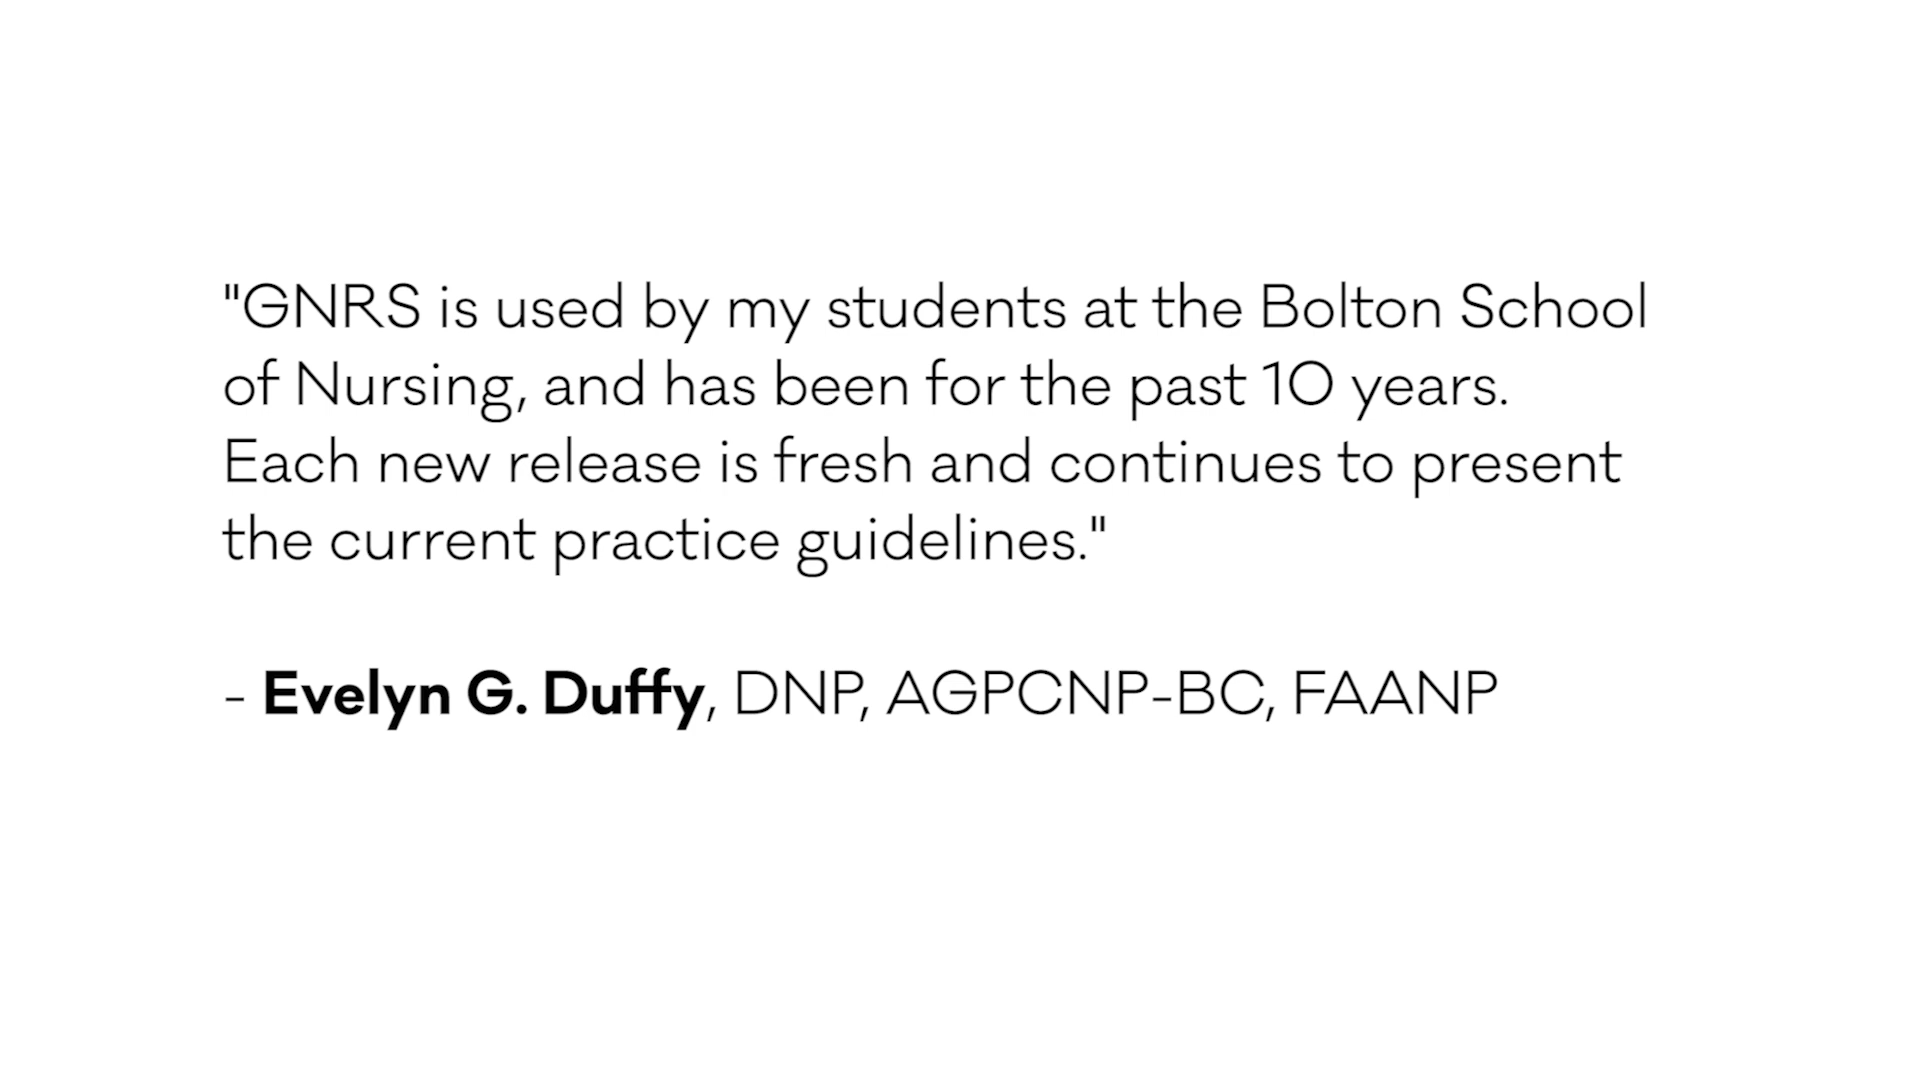 "GNRS is used by my students at the Bolton School
of Nursing, and has been for the past 10 years.
Each new release is fresh and continues to present
the current practice guidelines."
- Evelyn G. Duffy, DNP, AGPCNP-BC, FAANP